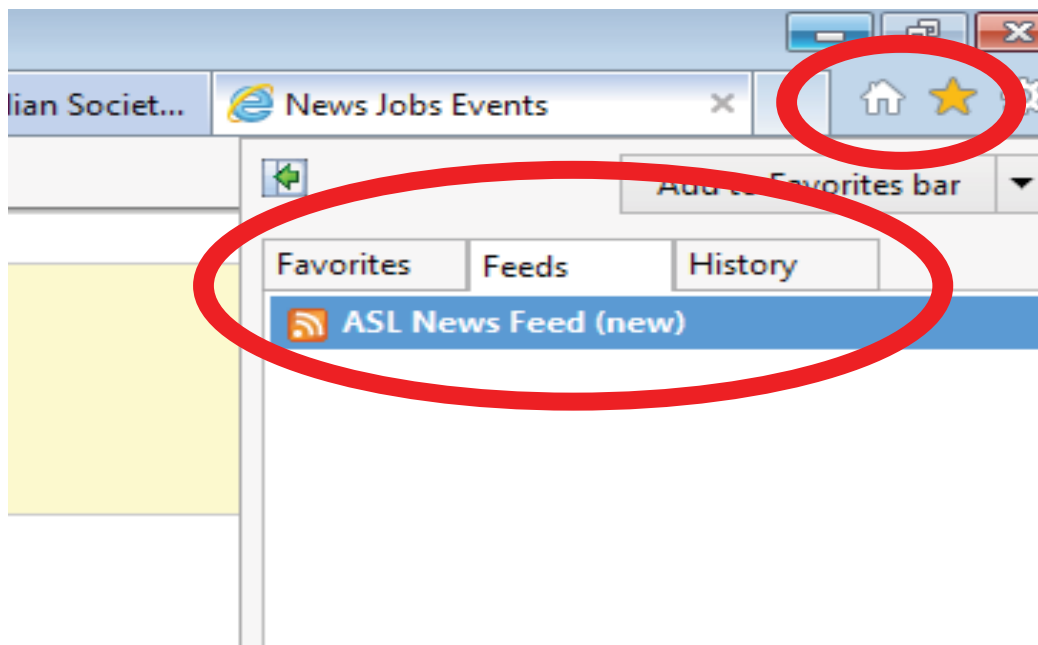 lian Societ...
News Jobs Events
Add to Favorites bar
Favorites Feeds History
ASL News Feed (new)